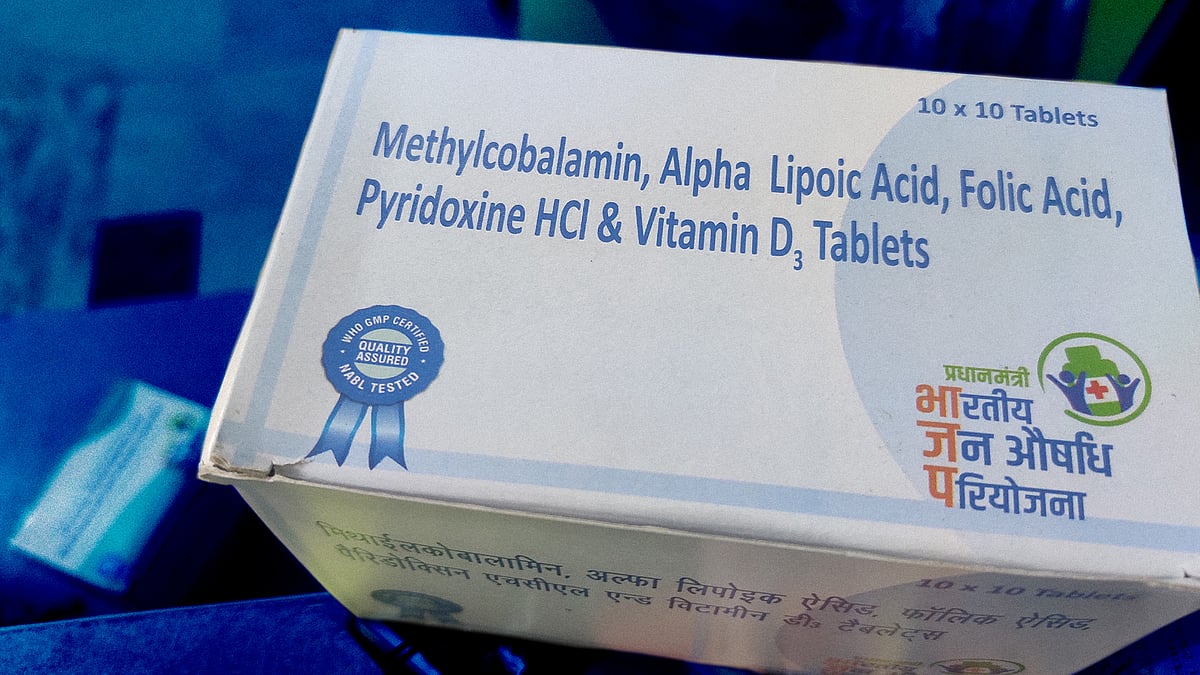 10 x 10 Tablets
Methylcobalamin, Alpha Lipoic Acid, Folic Acid,
Pyridoxine HCl & Vitamin D₃ Tablets
WHO GMP CERTIFIED
QUALITY
ASSURED
NABL TESTED
प्रधानमंत्री
भारतीय
जन औषधि
परियोजना
मिथाईलकोबालामिन, अल्फा लिपोइक ऐसिड, फॉलिक ऐसिड,
पैरिडोक्सिन एचसीएल एन्ड विटामीन डी₃ टैबलेट्स
10 x 10 Tablets
प्रधानमंत्री